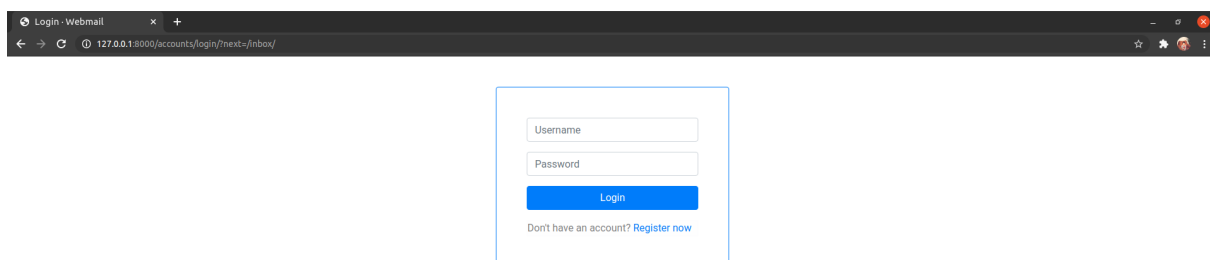 Login · Webmail
127.0.0.1:8000/accounts/login/?next=/inbox/
Username
Password
Login
Don't have an account? Register now